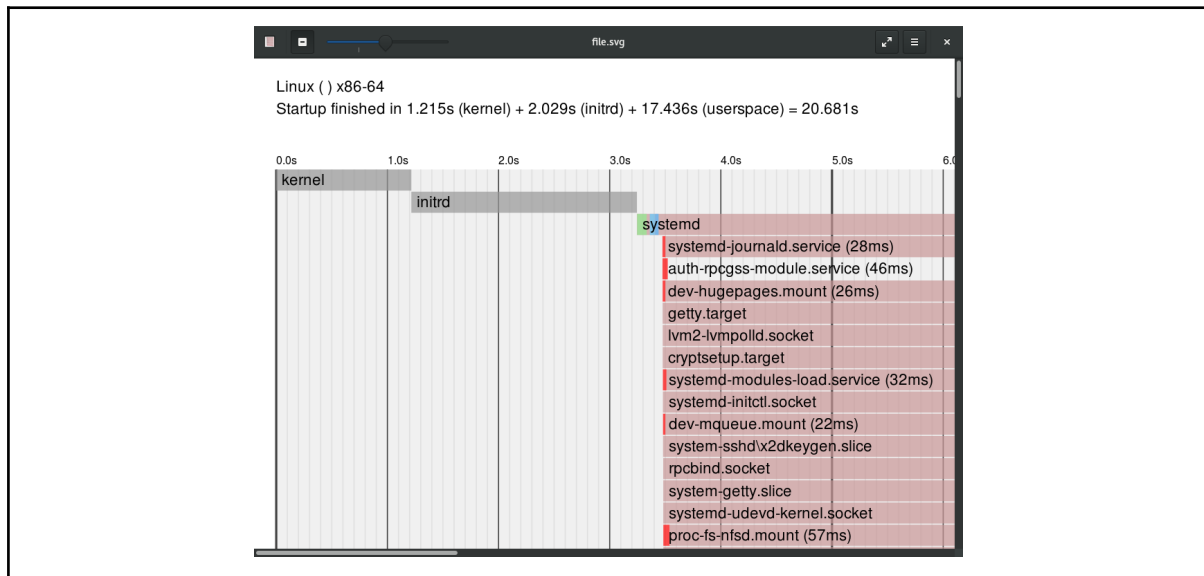 file.svg
Linux ( ) x86-64
Startup finished in 1.215s (kernel) + 2.029s (initrd) + 17.436s (userspace) = 20.681s
0.0s 1.0s 2.0s 3.0s 4.0s 5.0s 6.0
kernel
initrd
systemd
systemd-journald.service (28ms)
auth-rpcgss-module.service (46ms)
dev-hugepages.mount (26ms)
getty.target
lvm2-lvmpolld.socket
cryptsetup.target
systemd-modules-load.service (32ms)
systemd-initctl.socket
dev-mqueue.mount (22ms)
system-sshd\x2dkeygen.slice
rpcbind.socket
system-getty.slice
systemd-udevd-kernel.socket
proc-fs-nfsd.mount (57ms)